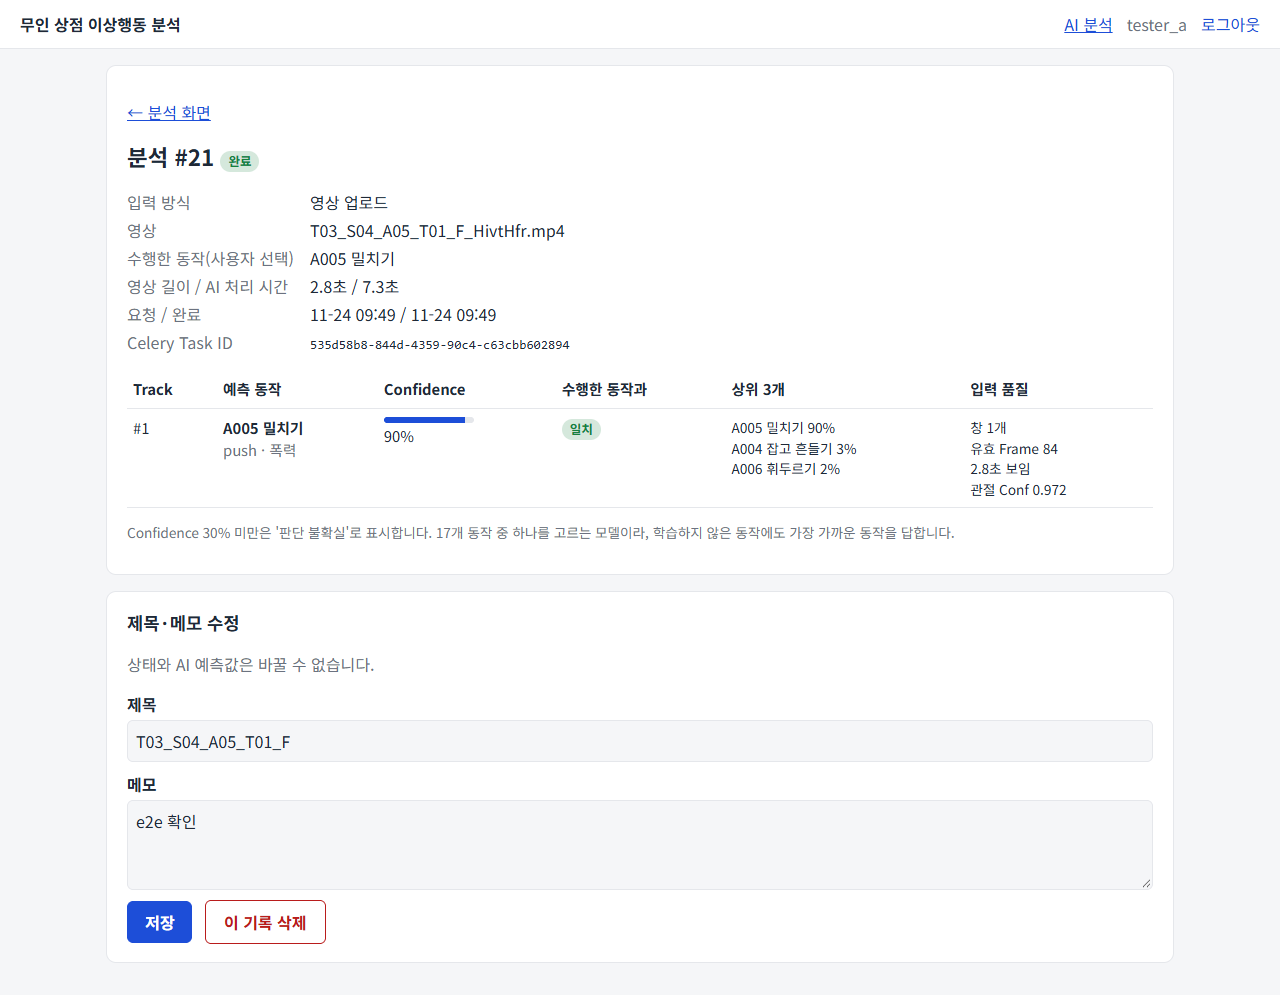 무인 상점 이상행동 분석
AI 분석 tester_a 로그아웃
← 분석 화면
분석 #21 완료
입력 방식 영상 업로드
영상 T03_S04_A05_T01_F_HivtHfr.mp4
수행한 동작(사용자 선택) A005 밀치기
영상 길이 / AI 처리 시간 2.8초 / 7.3초
요청 / 완료 11-24 09:49 / 11-24 09:49
Celery Task ID 535d58b8-844d-4359-90c4-c63cbb602894
Track 예측 동작 Confidence 수행한 동작과 상위 3개 입력 품질
#1 A005 밀치기 90% 일치 A005 밀치기 90% 창 1개
push · 폭력 A004 잡고 흔들기 3% 유효 Frame 84
A006 휘두르기 2% 2.8초 보임
관절 Conf 0.972
Confidence 30% 미만은 '판단 불확실'로 표시합니다. 17개 동작 중 하나를 고르는 모델이라, 학습하지 않은 동작에도 가장 가까운 동작을 답합니다.
제목·메모 수정
상태와 AI 예측값은 바꿀 수 없습니다.
제목
T03_S04_A05_T01_F
메모
e2e 확인
저장 이 기록 삭제